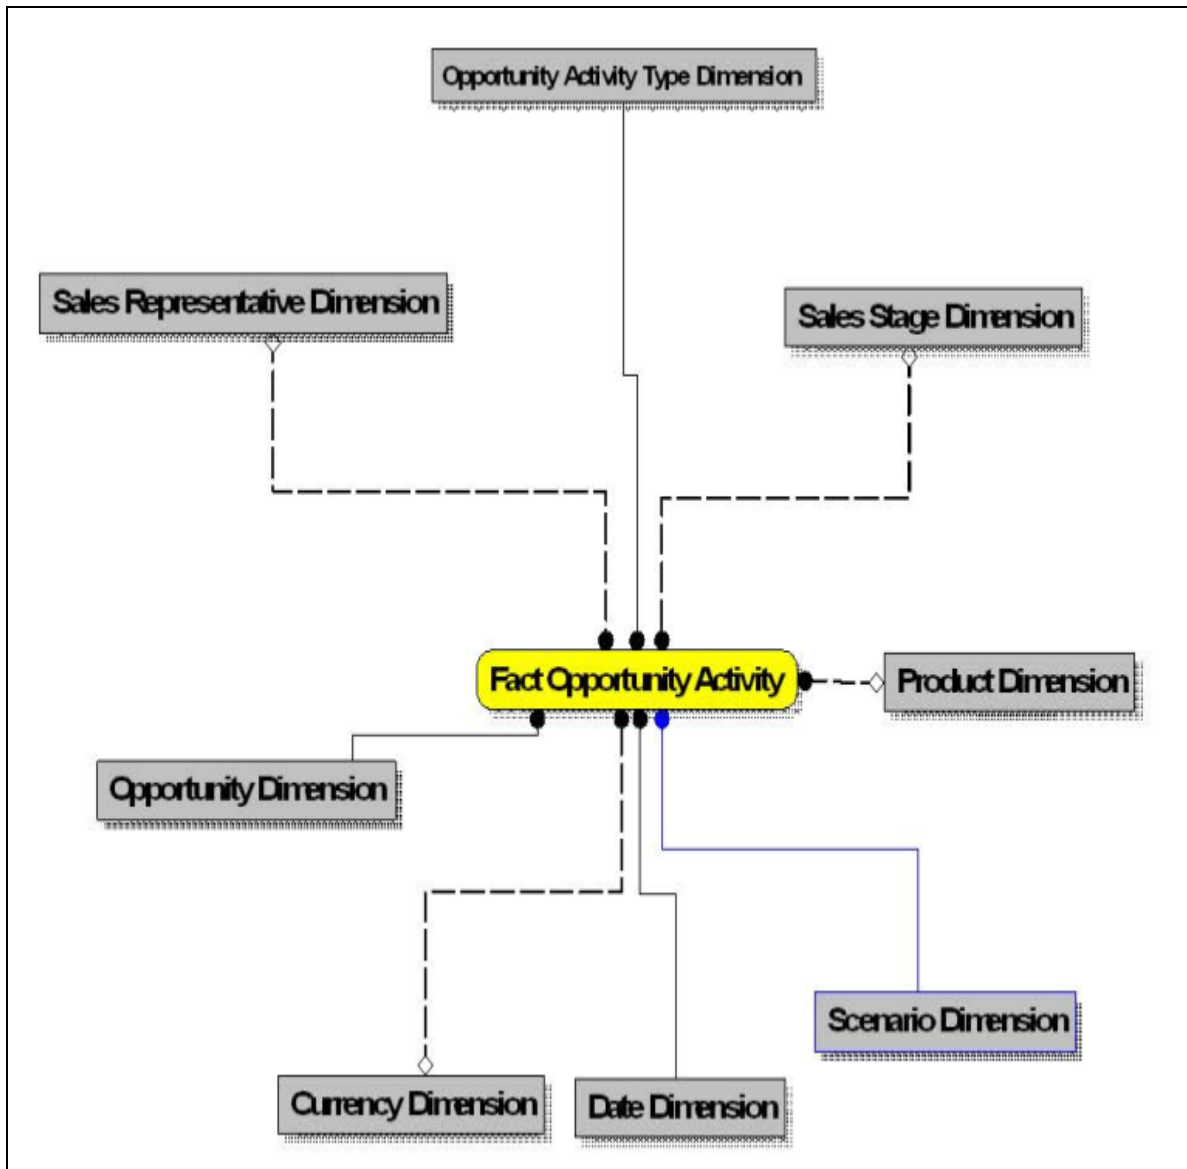 Opportunity Activity Type Dimension
Sales Representative Dimension
Sales Stage Dimension
Fact Opportunity Activity
Product Dimension
Opportunity Dimension
Scenario Dimension
Currency Dimension
Date Dimension